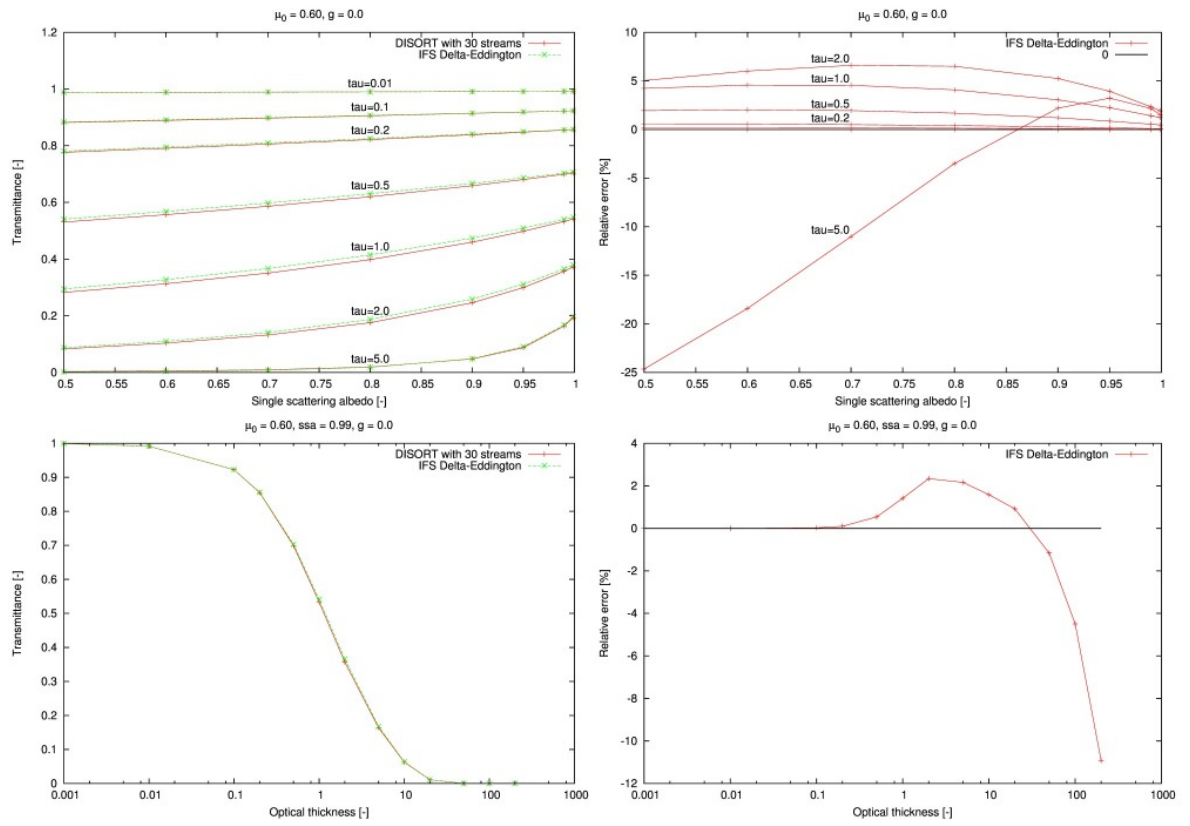 μ0 = 0.60, g = 0.0
1.2
1
0.8
0.6
0.4
0.2
0
Transmittance [-]
DISORT with 30 streams
IFS Delta-Eddington
tau=0.01
tau=0.1
tau=0.2
tau=0.5
tau=1.0
tau=2.0
tau=5.0
0.5 0.55 0.6 0.65 0.7 0.75 0.8 0.85 0.9 0.95 1
Single scattering albedo [-]
μ0 = 0.60, g = 0.0
10
5
0
-5
-10
-15
-20
-25
Relative error [%]
IFS Delta-Eddington
0
tau=2.0
tau=1.0
tau=0.5
tau=0.2
tau=5.0
0.5 0.55 0.6 0.65 0.7 0.75 0.8 0.85 0.9 0.95 1
Single scattering albedo [-]
μ0 = 0.60, ssa = 0.99, g = 0.0
1
0.9
0.8
0.7
0.6
0.5
0.4
0.3
0.2
0.1
0
Transmittance [-]
DISORT with 30 streams
IFS Delta-Eddington
0.001 0.01 0.1 1 10 100 1000
Optical thickness [-]
μ0 = 0.60, ssa = 0.99, g = 0.0
4
2
0
-2
-4
-6
-8
-10
-12
Relative error [%]
IFS Delta-Eddington
0.001 0.01 0.1 1 10 100 1000
Optical thickness [-]